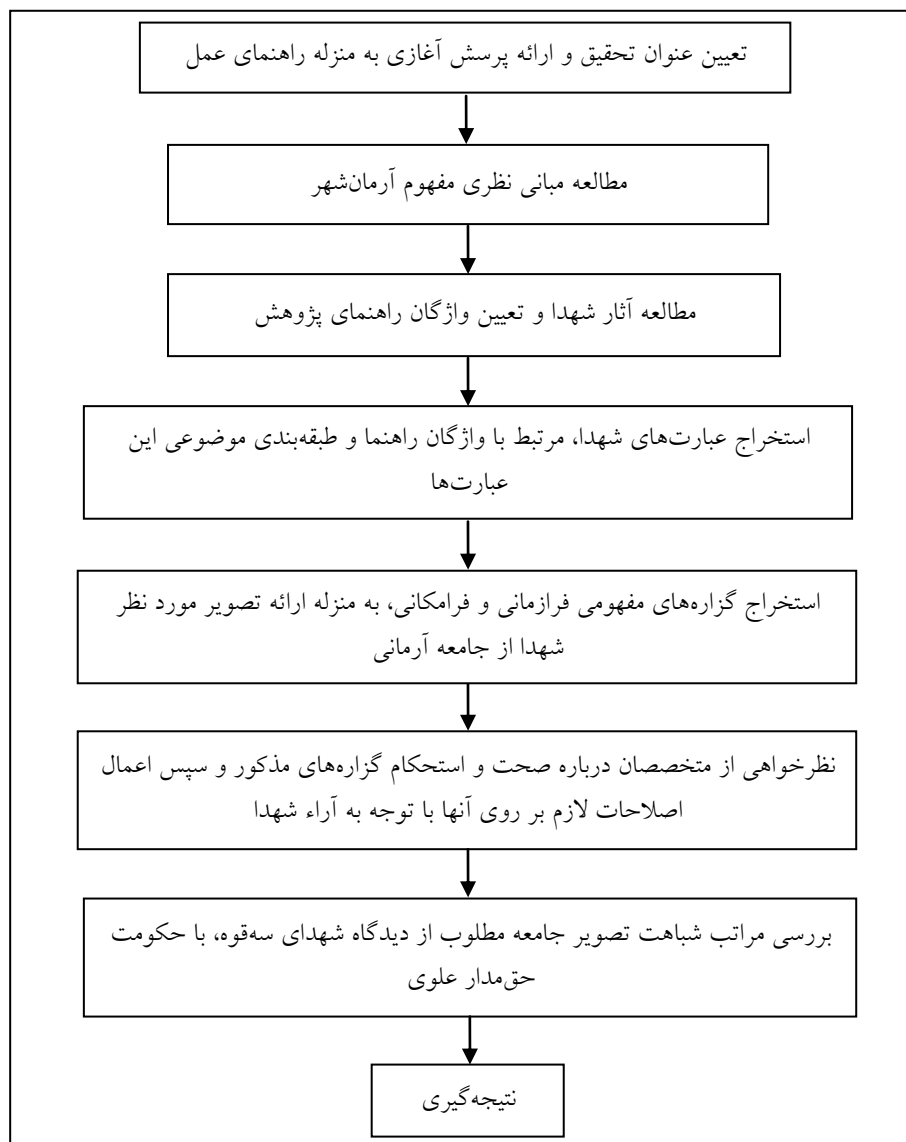 تعیین عنوان تحقیق و ارائه پرسش آغازی به منزله راهنمای عمل
مطالعه مبانی نظری مفهوم آرمان‌شهر
مطالعه آثار شهدا و تعیین واژگان راهنمای پژوهش
استخراج عبارت‌های شهدا، مرتبط با واژگان راهنما و طبقه‌بندی موضوعی این
عبارت‌ها
استخراج گزاره‌های مفهومی فرازمانی و فرامکانی، به منزله ارائه تصویر مورد نظر
شهدا از جامعه آرمانی
نظرخواهی از متخصصان درباره صحت و استحکام گزاره‌های مذکور و سپس اعمال
اصلاحات لازم بر روی آنها با توجه به آراء شهدا
بررسی مراتب شباهت تصویر جامعه مطلوب از دیدگاه شهدای سه‌قوه، با حکومت
حق‌مدار علوی
نتیجه‌گیری